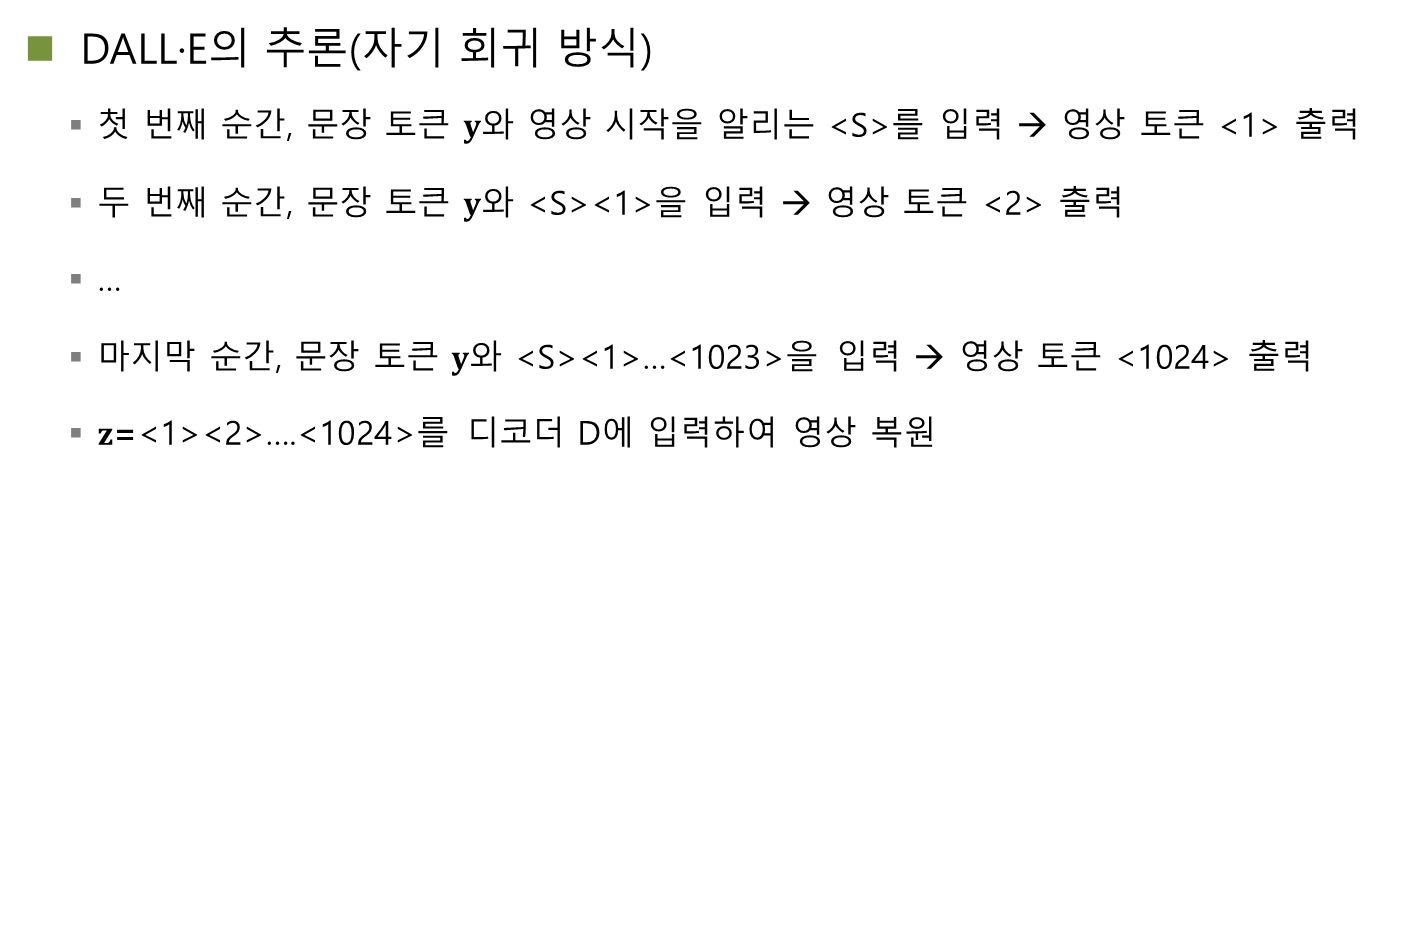 DALL·E의 추론(자기 회귀 방식)
첫 번째 순간, 문장 토큰 y와 영상 시작을 알리는 <S>를 입력 → 영상 토큰 <1> 출력
두 번째 순간, 문장 토큰 y와 <S><1>을 입력 → 영상 토큰 <2> 출력
...
마지막 순간, 문장 토큰 y와 <S><1>...<1023>을 입력 → 영상 토큰 <1024> 출력
z=<1><2>....<1024>를 디코더 D에 입력하여 영상 복원